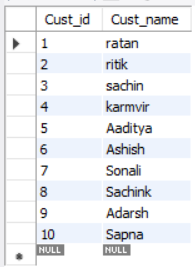 Cust_id Cust_name
1 ratan
2 ritik
3 sachin
4 karmvir
5 Aaditya
6 Ashish
7 Sonali
8 Sachink
9 Adarsh
10 Sapna
NULL NULL